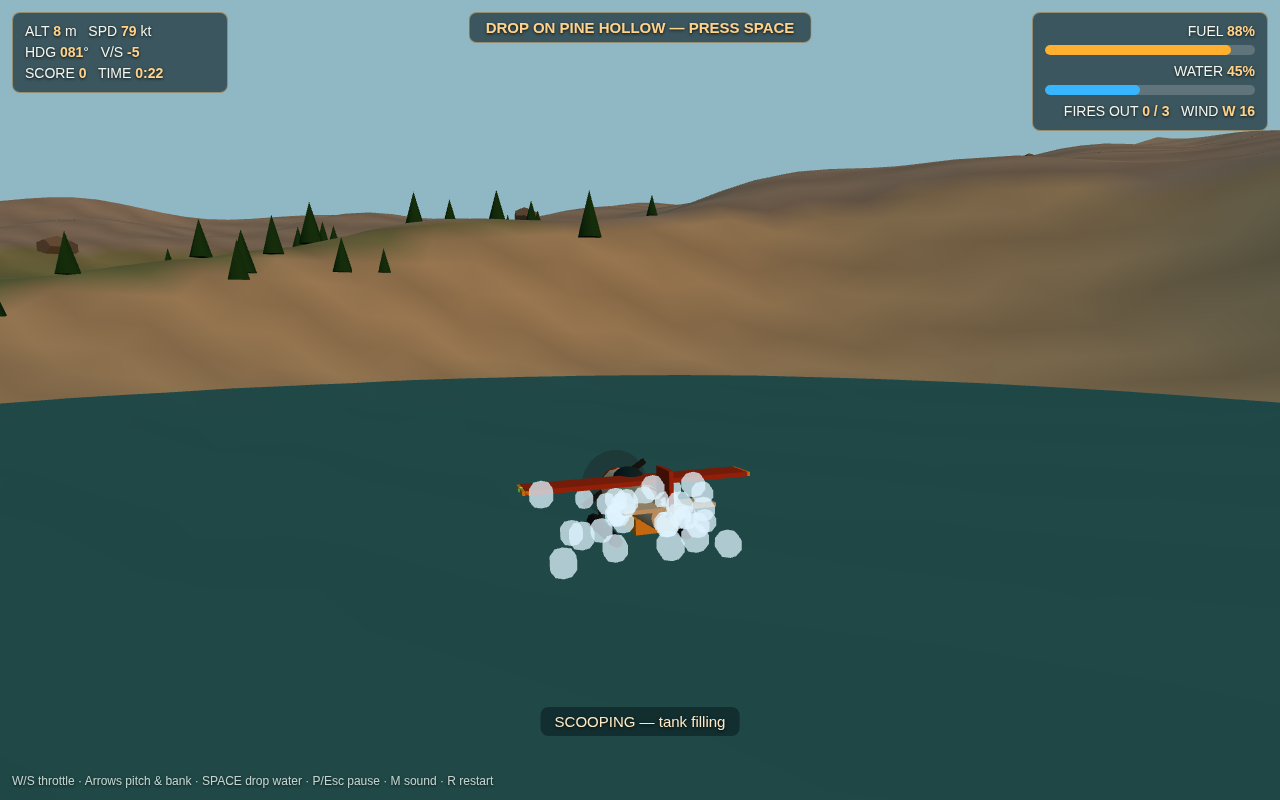 ALT 8 m SPD 79 kt
HDG 081° V/S -5
SCORE 0 TIME 0:22
DROP ON PINE HOLLOW — PRESS SPACE
FUEL 88%
WATER 45%
FIRES OUT 0 / 3 WIND W 16
SCOOPING — tank filling
W/S throttle · Arrows pitch & bank · SPACE drop water · P/Esc pause · M sound · R restart